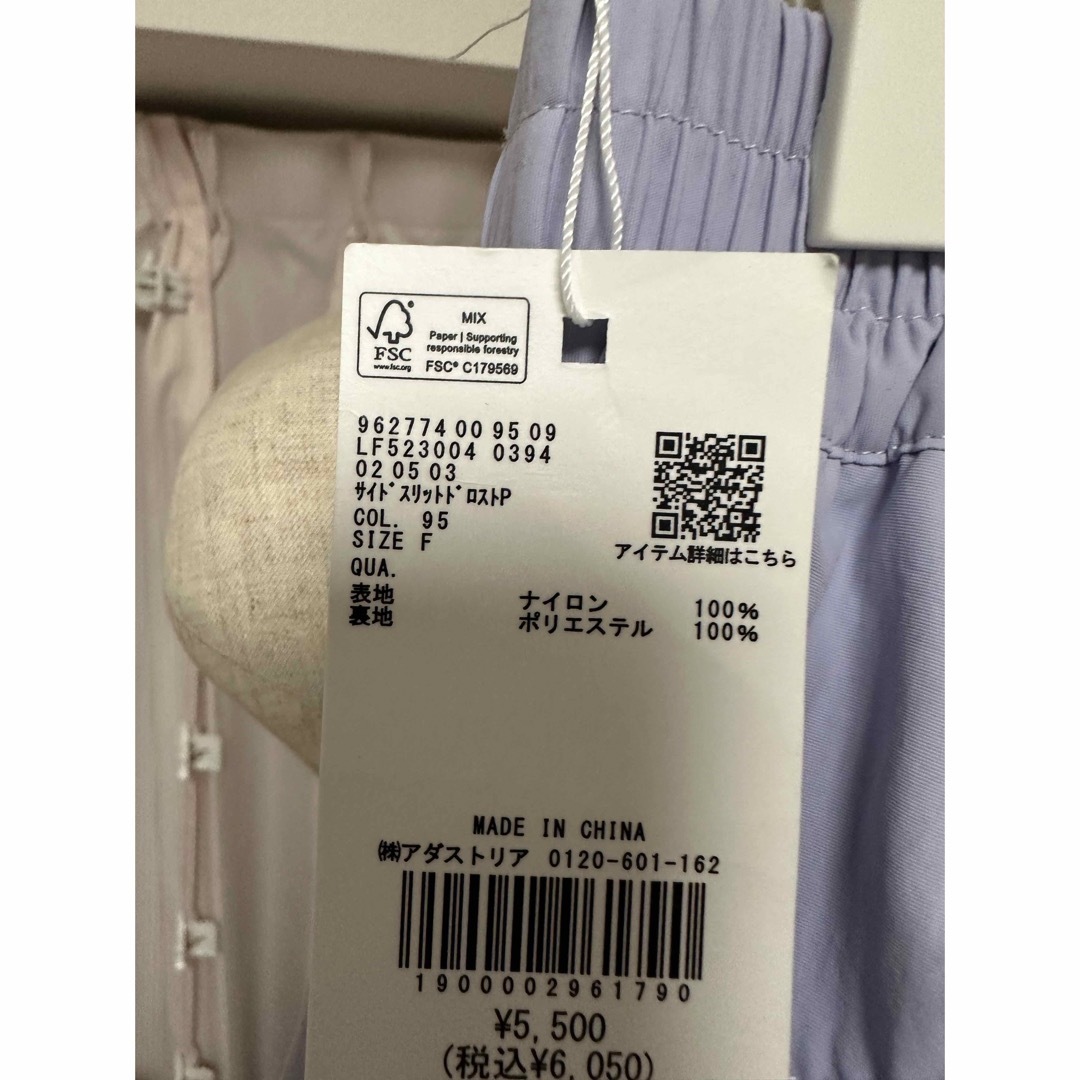 MIX
Paper | Supporting
responsible forestry
FSC
www.fsc.org
FSC® C179569
962774 00 95 09
LF523004 0394
02 05 03
ｻｲﾄﾞｽﾘｯﾄﾄﾞﾛｽﾄP
COL. 95
SIZE F
アイテム詳細はこちら
QUA.
表地 ナイロン 100%
裏地 ポリエステル 100%
MADE IN CHINA
㈱アダストリア 0120-601-162
1900002961790
¥5,500
(税込¥6,050)